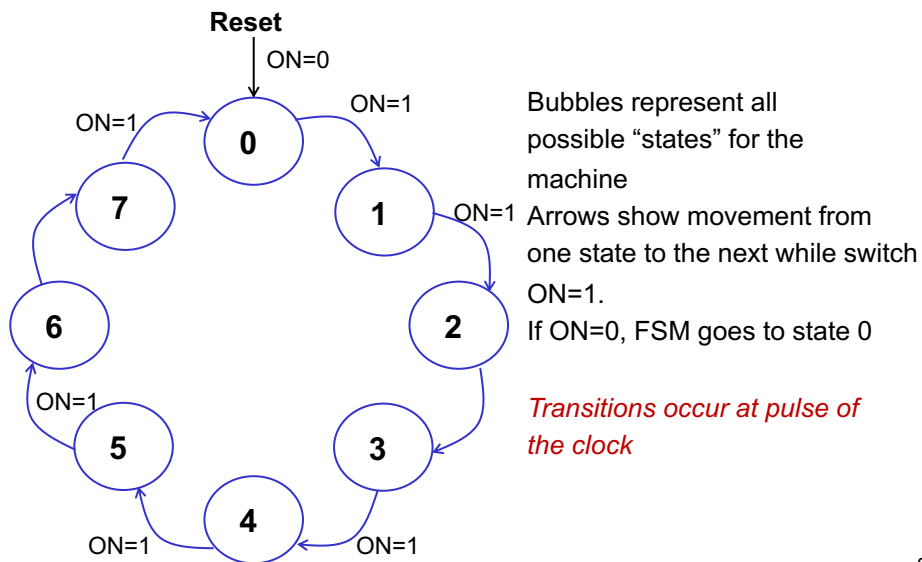 Reset
ON=0
ON=1
ON=1
0
7
1
ON=1
6
2
ON=1
5
3
4
ON=1
ON=1
Bubbles represent all
possible “states” for the
machine
Arrows show movement from
one state to the next while switch
ON=1.
If ON=0, FSM goes to state 0
Transitions occur at pulse of
the clock